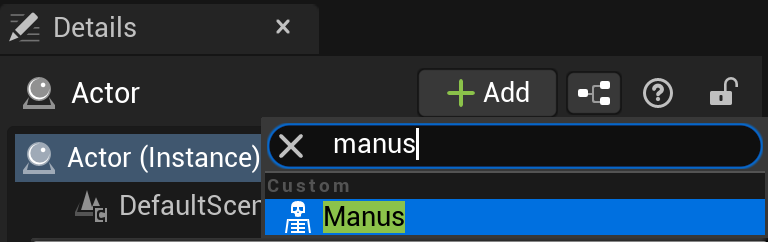 Details
Actor
Add
Actor (Instance)
manus
Custom
DefaultScen
Manus